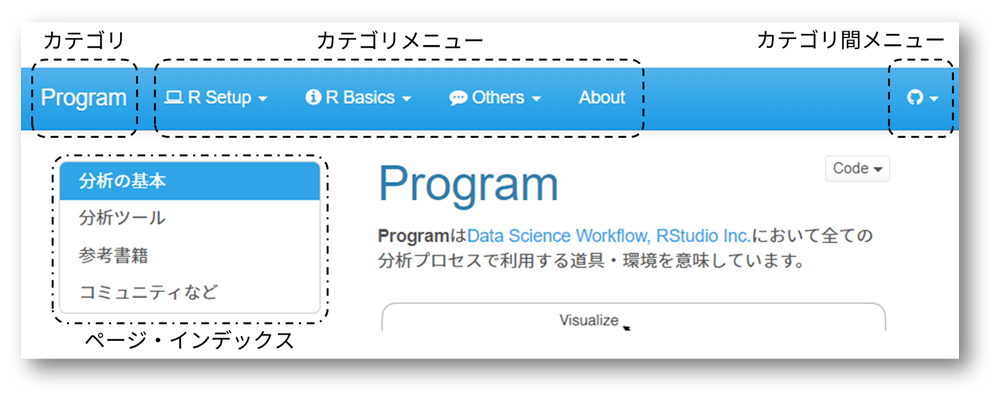 カテゴリ
カテゴリメニュー
カテゴリ間メニュー
Program
R Setup
R Basics
Others
About
分析の基本
分析ツール
参考書籍
コミュニティなど
ページ・インデックス
Program
Code
ProgramはData Science Workflow, RStudio Inc.において全ての
分析プロセスで利用する道具・環境を意味しています。
Visualize